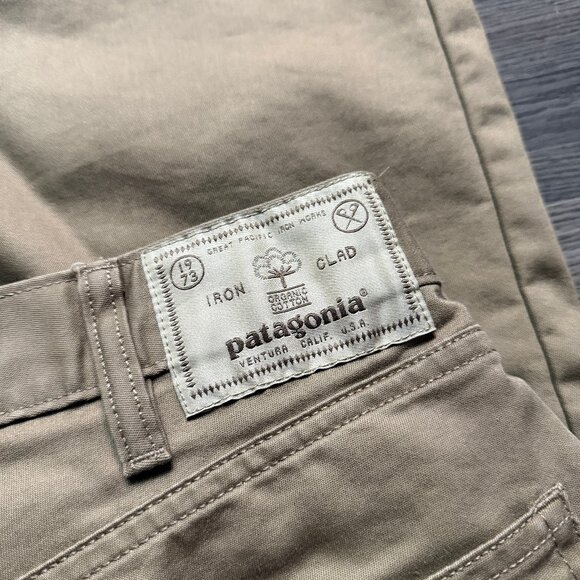 GREAT PACIFIC IRON WORKS
19
73
IRON CLAD
ORGANIC
COTTON
patagonia®
VENTURA CALIF. U.S.A.